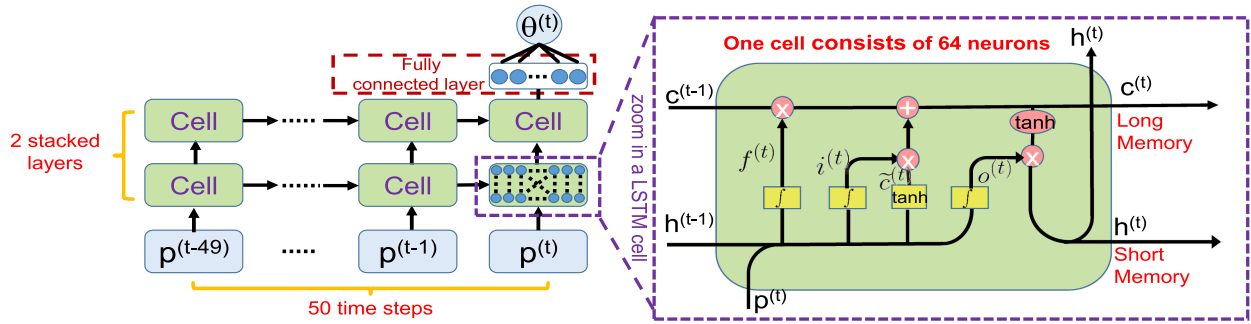 θ(t)
Fully
connected layer
Cell
Cell
Cell
2 stacked
layers
Cell
Cell
p(t-49)
p(t-1)
p(t)
50 time steps
zoom in a LSTM cell
One cell consists of 64 neurons
h(t)
c(t-1)
c(t)
x
+
tanh
Long
Memory
f(t)
i(t)
x
c̃(t)
o(t)
x
∫
∫
tanh
∫
h(t-1)
h(t)
Short
Memory
p(t)